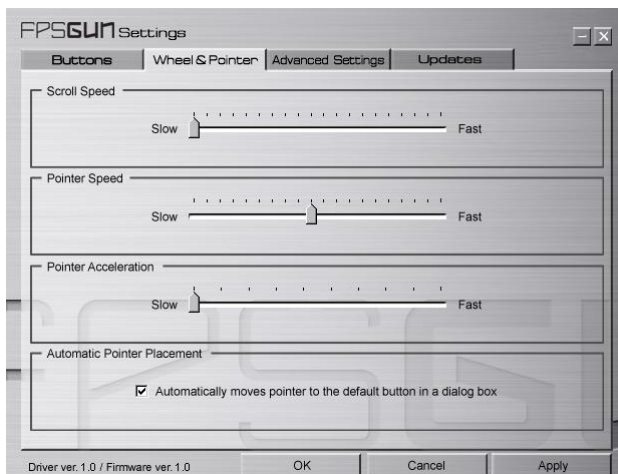 FPSGUN Settings
Buttons Wheel & Pointer Advanced Settings Updates
Scroll Speed
Slow Fast
Pointer Speed
Slow Fast
Pointer Acceleration
Slow Fast
Automatic Pointer Placement
Automatically moves pointer to the default button in a dialog box
Driver ver. 1.0 / Firmware ver. 1.0 OK Cancel Apply